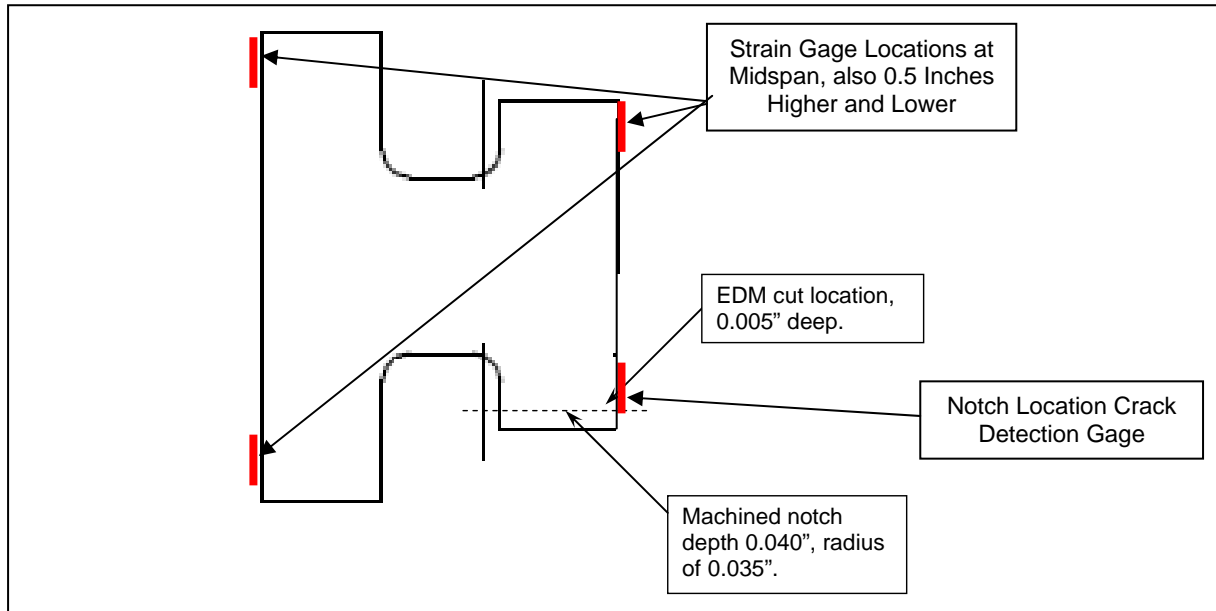 Strain Gage Locations at
Midspan, also 0.5 Inches
Higher and Lower
EDM cut location,
0.005” deep.
Notch Location Crack
Detection Gage
Machined notch
depth 0.040”, radius
of 0.035”.